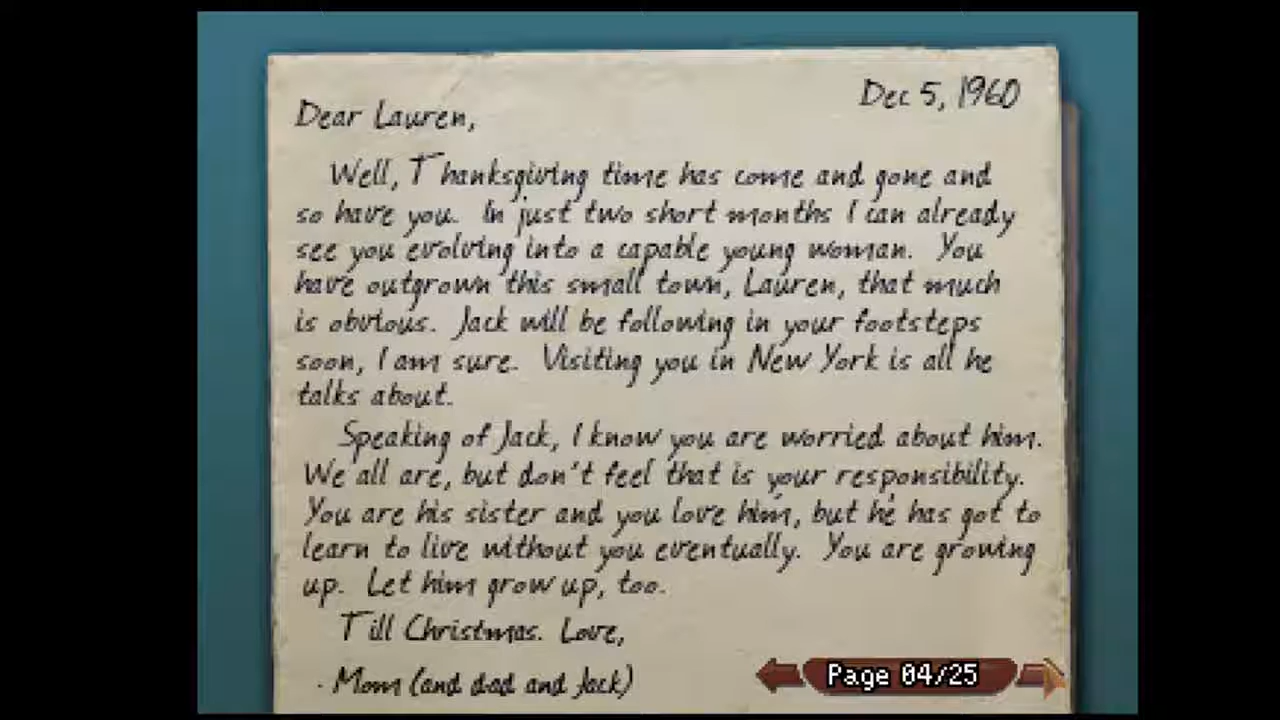 Dec 5, 1960
Dear Lauren,
Well, Thanksgiving time has come and gone and
so have you. In just two short months I can already
see you evolving into a capable young woman. You
have outgrown this small town, Lauren, that much
is obvious. Jack will be following in your footsteps
soon, I am sure. Visiting you in New York is all he
talks about.
Speaking of Jack, I know you are worried about him.
We all are, but don't feel that is your responsibility.
You are his sister and you love him, but he has got to
learn to live without you eventually. You are growing
up. Let him grow up, too.
Till Christmas. Love,
- Mom (and dad and Jack)
Page 04/25